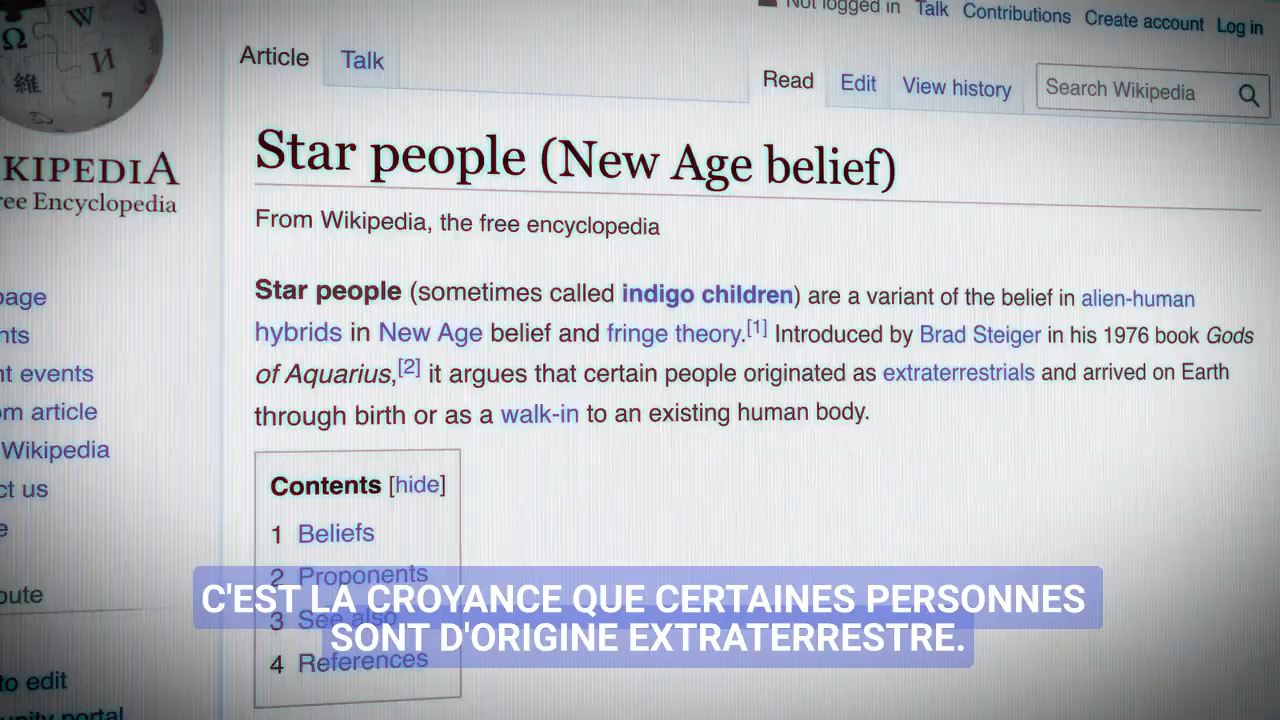 Not logged in Talk Contributions Create account Log in
Article Talk Read Edit View history Search Wikipedia
Ω W
維 И
KIPEDIA
ree Encyclopedia
Star people (New Age belief)
From Wikipedia, the free encyclopedia
Star people (sometimes called indigo children) are a variant of the belief in alien-human
hybrids in New Age belief and fringe theory.[1] Introduced by Brad Steiger in his 1976 book Gods
of Aquarius,[2] it argues that certain people originated as extraterrestrials and arrived on Earth
through birth or as a walk-in to an existing human body.
Contents [hide]
1 Beliefs
2 Proponents
3 See also
4 References
page
nts
nt events
om article
Wikipedia
ct us
e
oute
to edit
unity portal
C'EST LA CROYANCE QUE CERTAINES PERSONNES
SONT D'ORIGINE EXTRATERRESTRE.